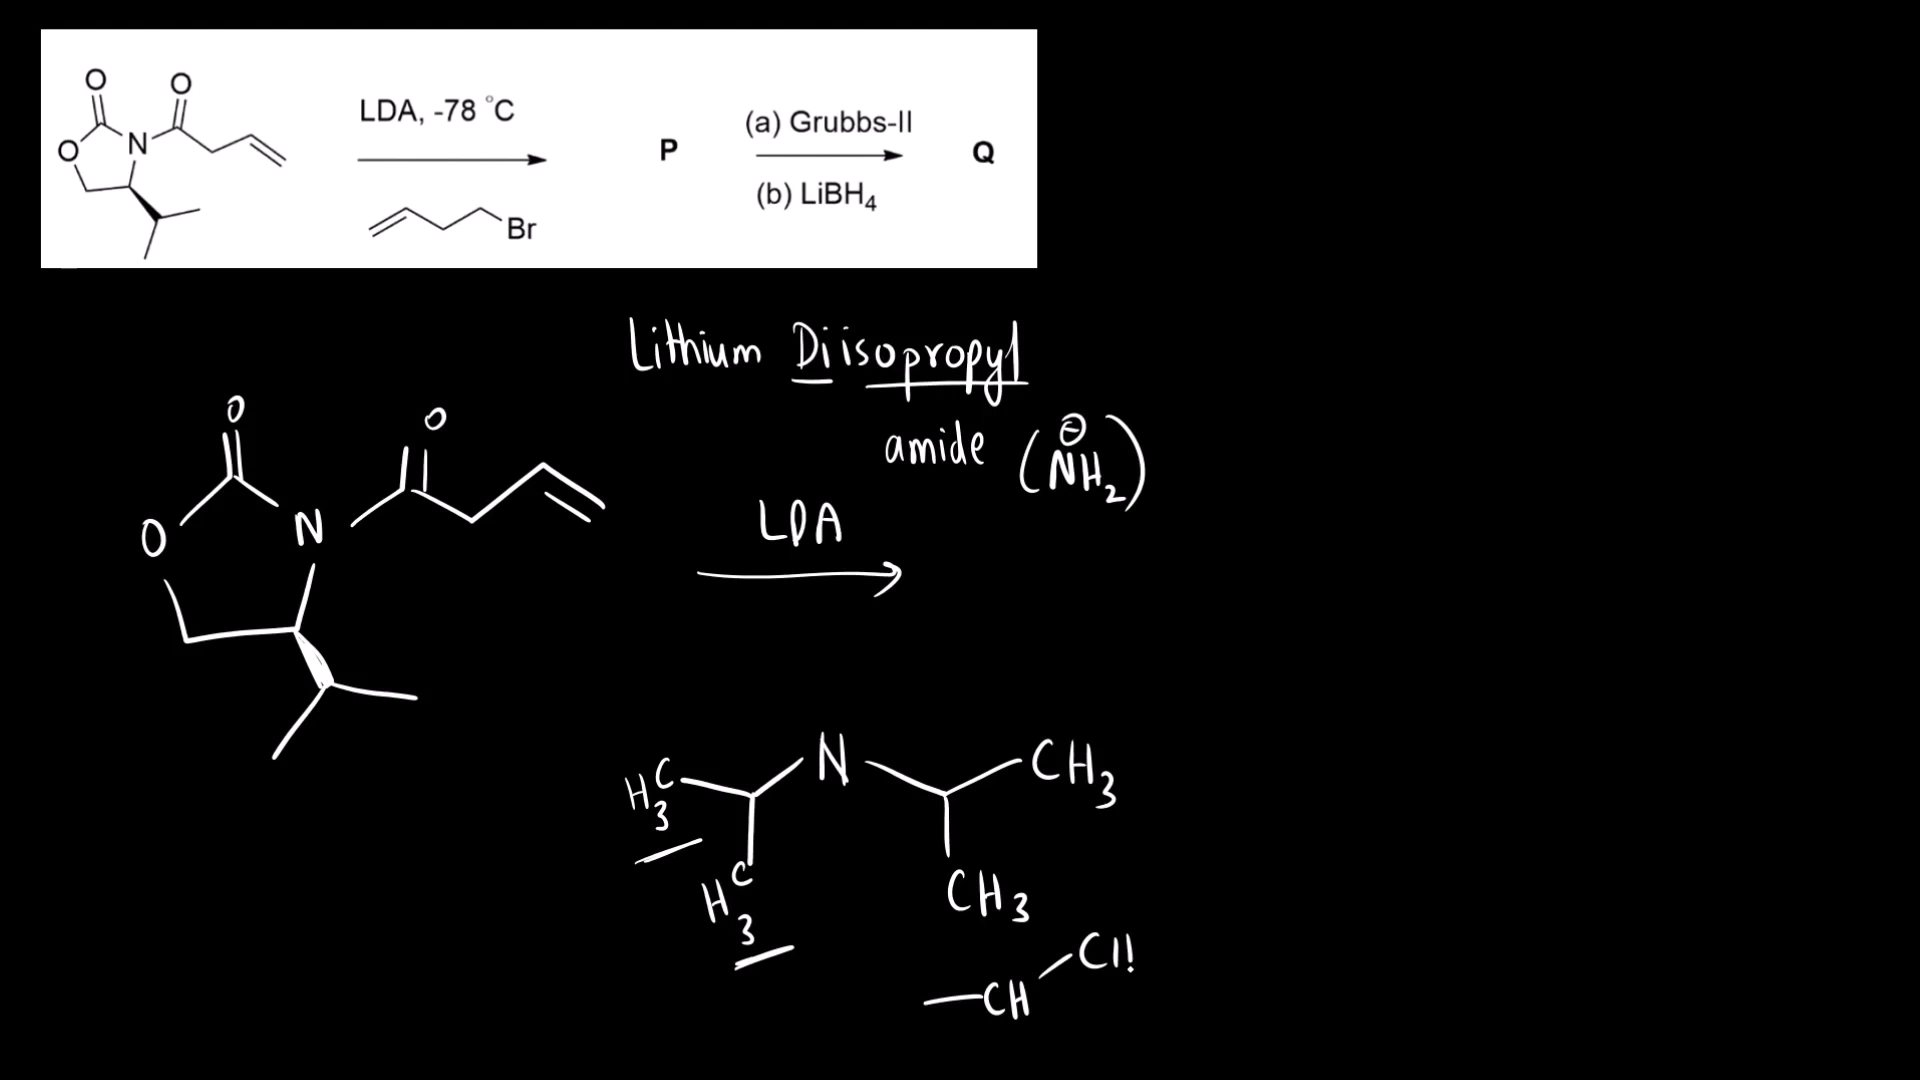 O O
LDA, -78 °C
(a) Grubbs-II
O N
P
Q
(b) LiBH4
Br
Lithium Diisopropyl
amide (NH2)
⊖
O O
LDA
O N
H3C N CH3
H3C CH3
Cl!
CH